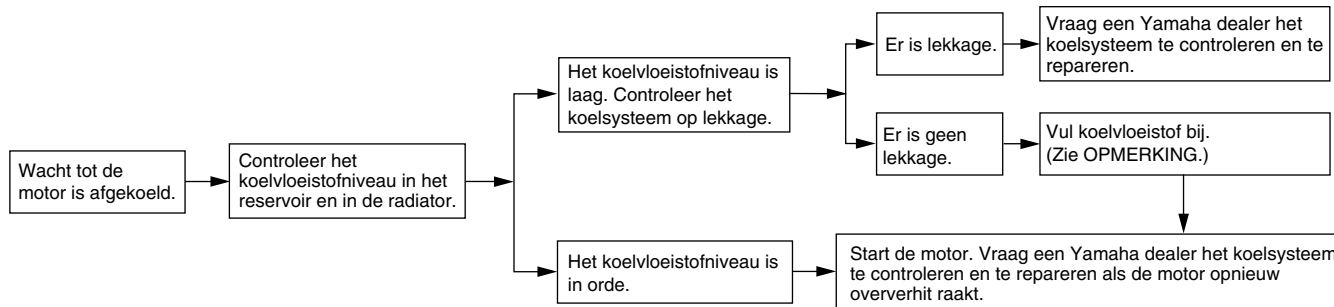 Wacht tot de
motor is afgekoeld.
Controleer het
koelvloeistofniveau in het
reservoir en in de radiator.
Het koelvloeistofniveau is
laag. Controleer het
koelsysteem op lekkage.
Er is lekkage.
Vraag een Yamaha dealer het
koelsysteem te controleren en te
repareren.
Er is geen
lekkage.
Vul koelvloeistof bij.
(Zie OPMERKING.)
Het koelvloeistofniveau is
in orde.
Start de motor. Vraag een Yamaha dealer het koelsysteem
te controleren en te repareren als de motor opnieuw
oververhit raakt.